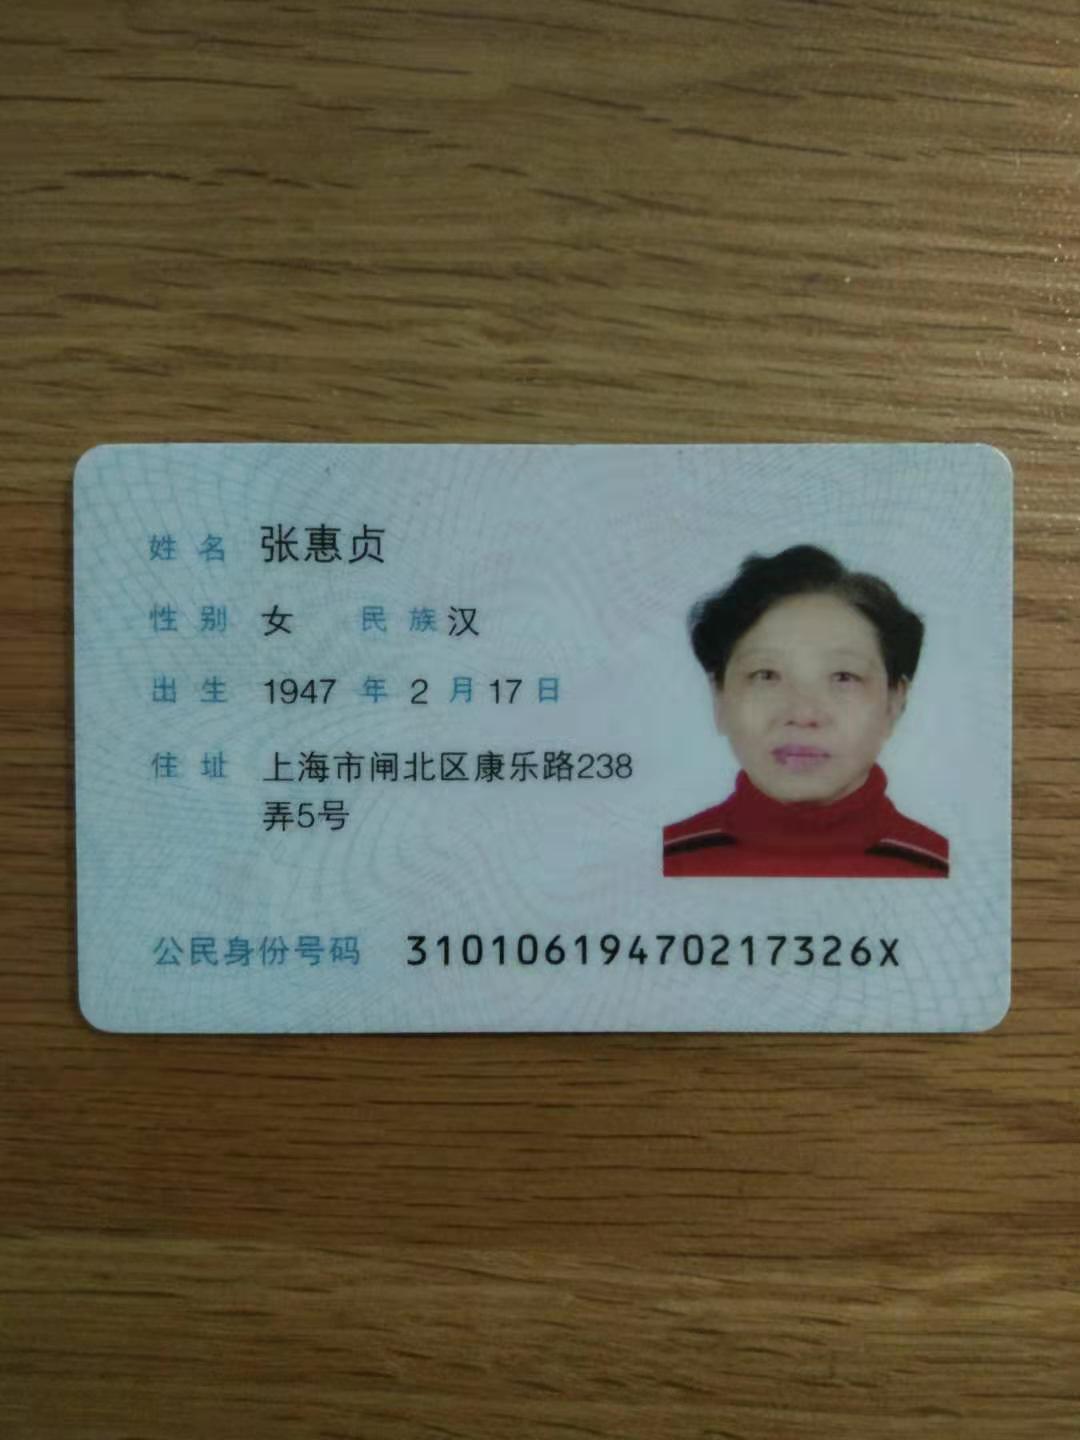 姓名 张惠贞
性别 女 民族 汉
出生 1947 年 2 月 17 日
住址 上海市闸北区康乐路238
弄5号
公民身份号码 31010619470217326X